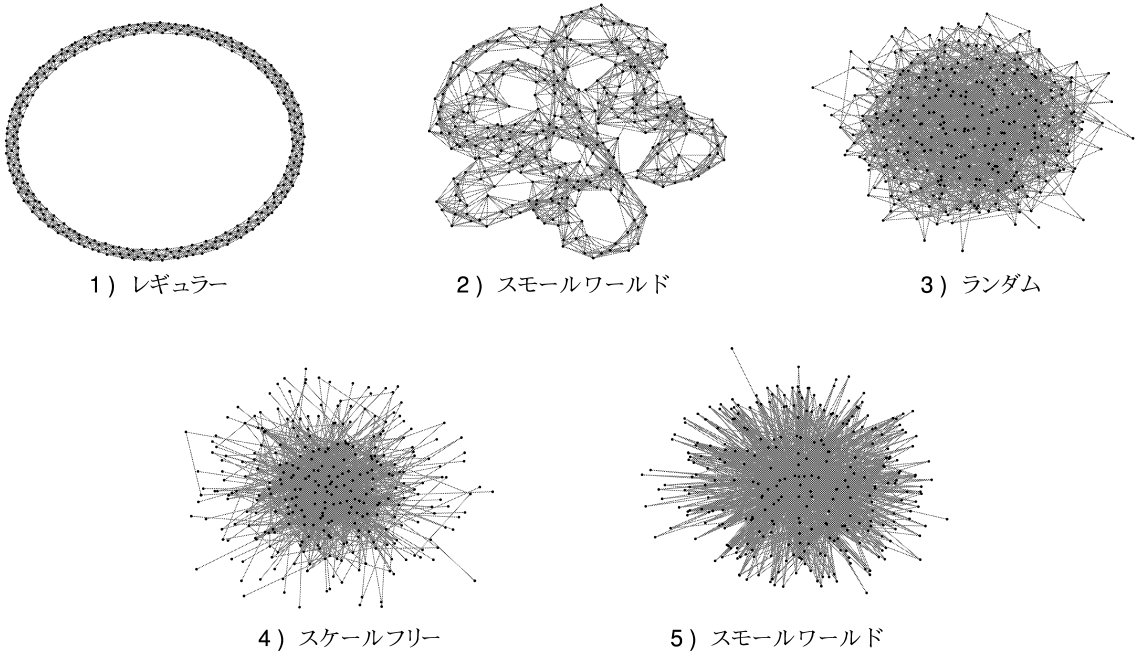 1) レギュラー
2) スモールワールド
3) ランダム
4) スケールフリー
5) スモールワールド